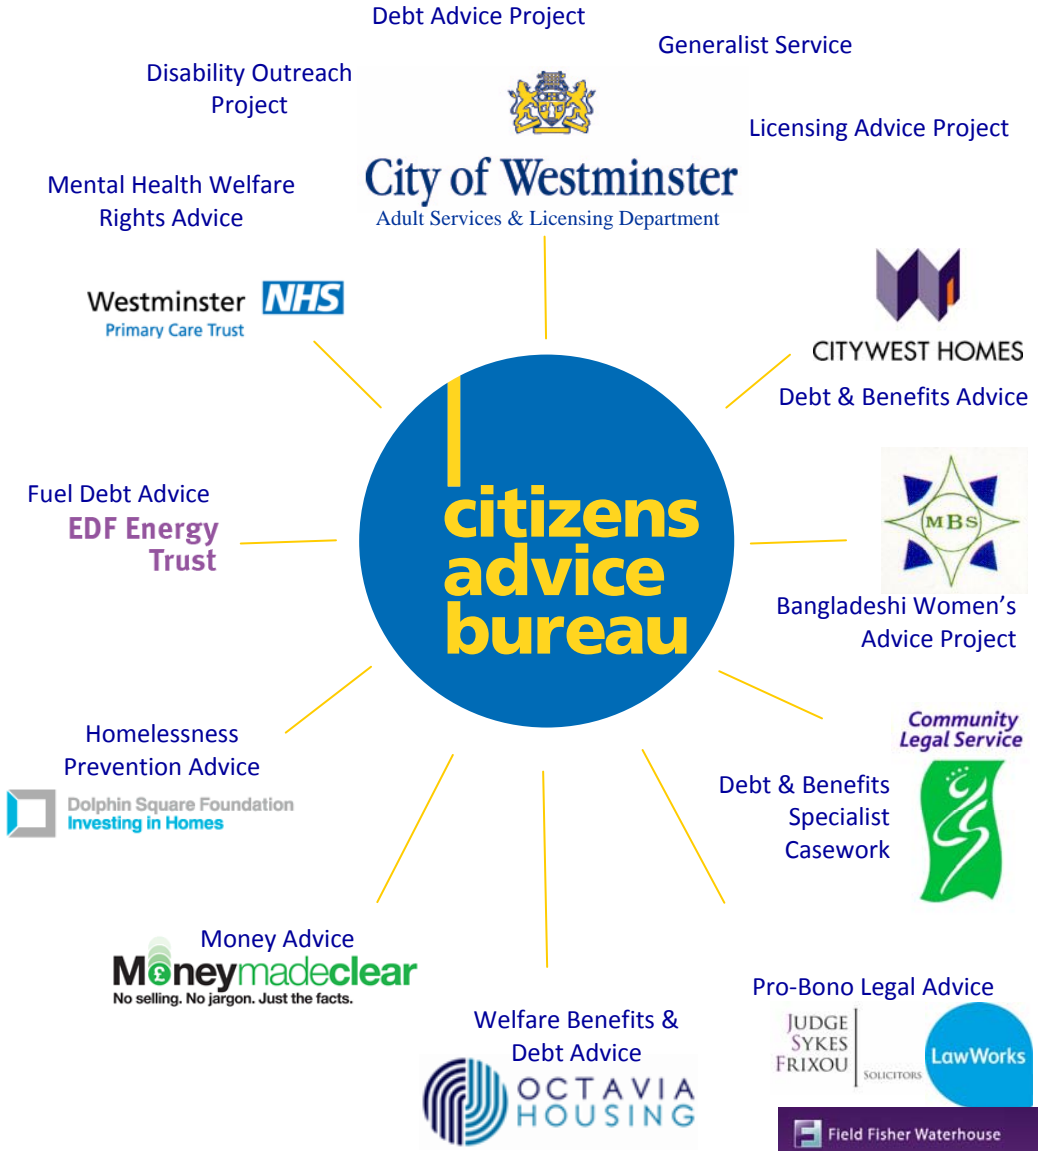 Debt Advice Project
Generalist Service
Disability Outreach
Project
Licensing Advice Project
City of Westminster
Adult Services & Licensing Department
Mental Health Welfare
Rights Advice
Westminster NHS
Primary Care Trust
CITYWEST HOMES
Debt & Benefits Advice
Fuel Debt Advice
EDF Energy
Trust
citizens
advice
bureau
MBS
Bangladeshi Women’s
Advice Project
Homelessness
Prevention Advice
Dolphin Square Foundation
Investing in Homes
Community
Legal Service
Debt & Benefits
Specialist
Casework
Money Advice
M£neymadeclear
No selling. No jargon. Just the facts.
Welfare Benefits &
Debt Advice
OCTAVIA
HOUSING
Pro-Bono Legal Advice
JUDGE
SYKES
FRIXOU
SOLICITORS
LawWorks
Field Fisher Waterhouse